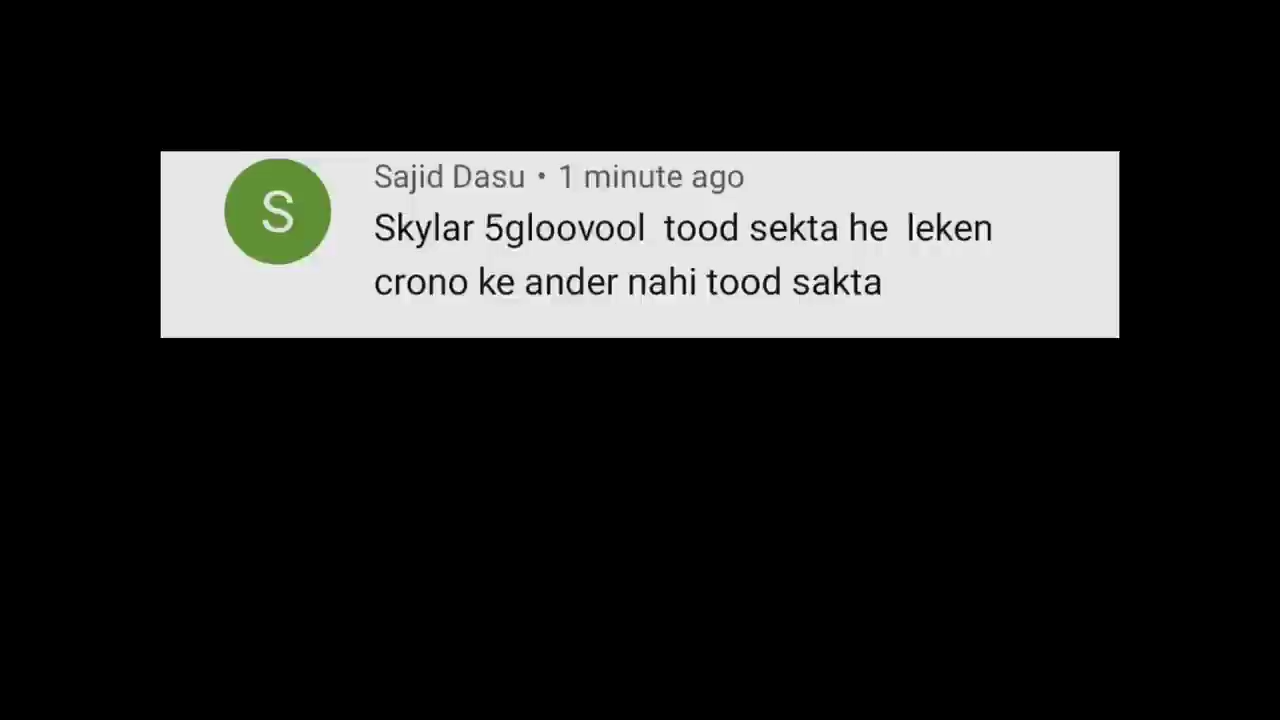 S
Sajid Dasu • 1 minute ago
Skylar 5gloovool  tood sekta he  leken
crono ke ander nahi tood sakta